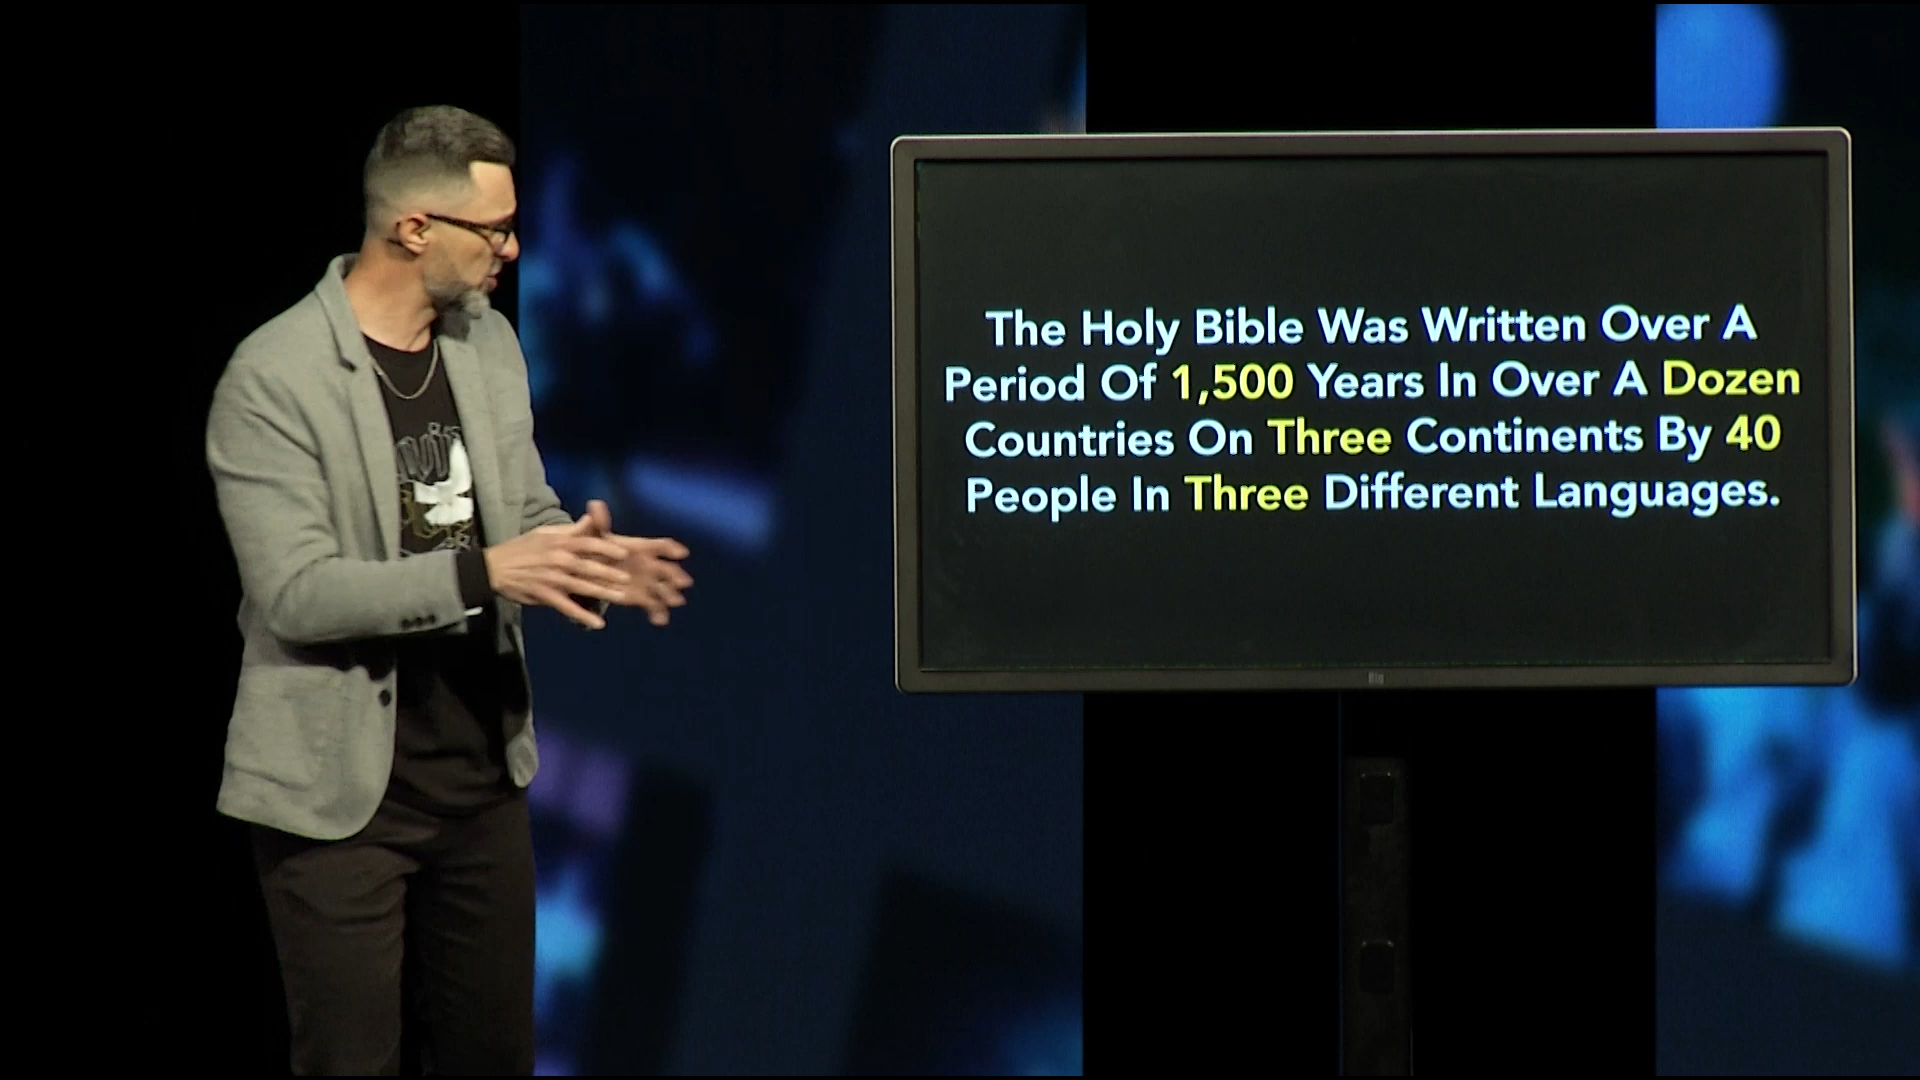 The Holy Bible Was Written Over A
Period Of 1,500 Years In Over A Dozen
Countries On Three Continents By 40
People In Three Different Languages.